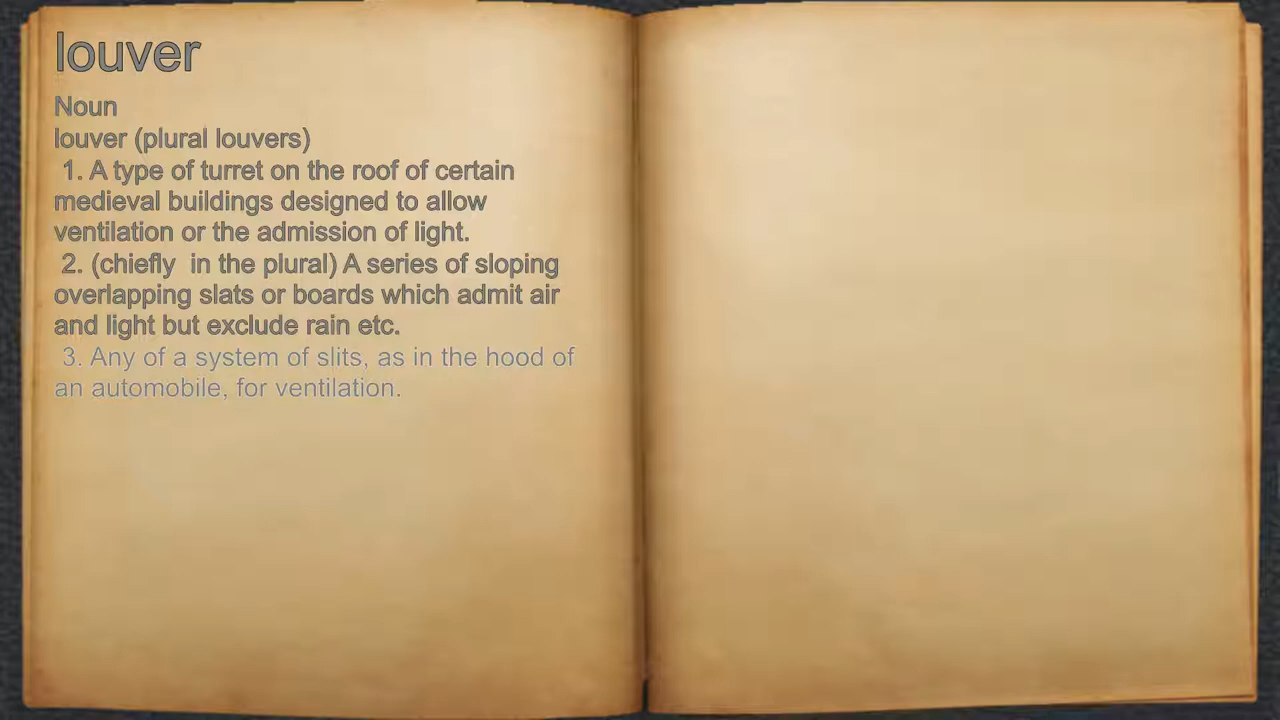 louver
Noun
louver (plural louvers)
1. A type of turret on the roof of certain
medieval buildings designed to allow
ventilation or the admission of light.
2. (chiefly  in the plural) A series of sloping
overlapping slats or boards which admit air
and light but exclude rain etc.
3. Any of a system of slits, as in the hood of
an automobile, for ventilation.